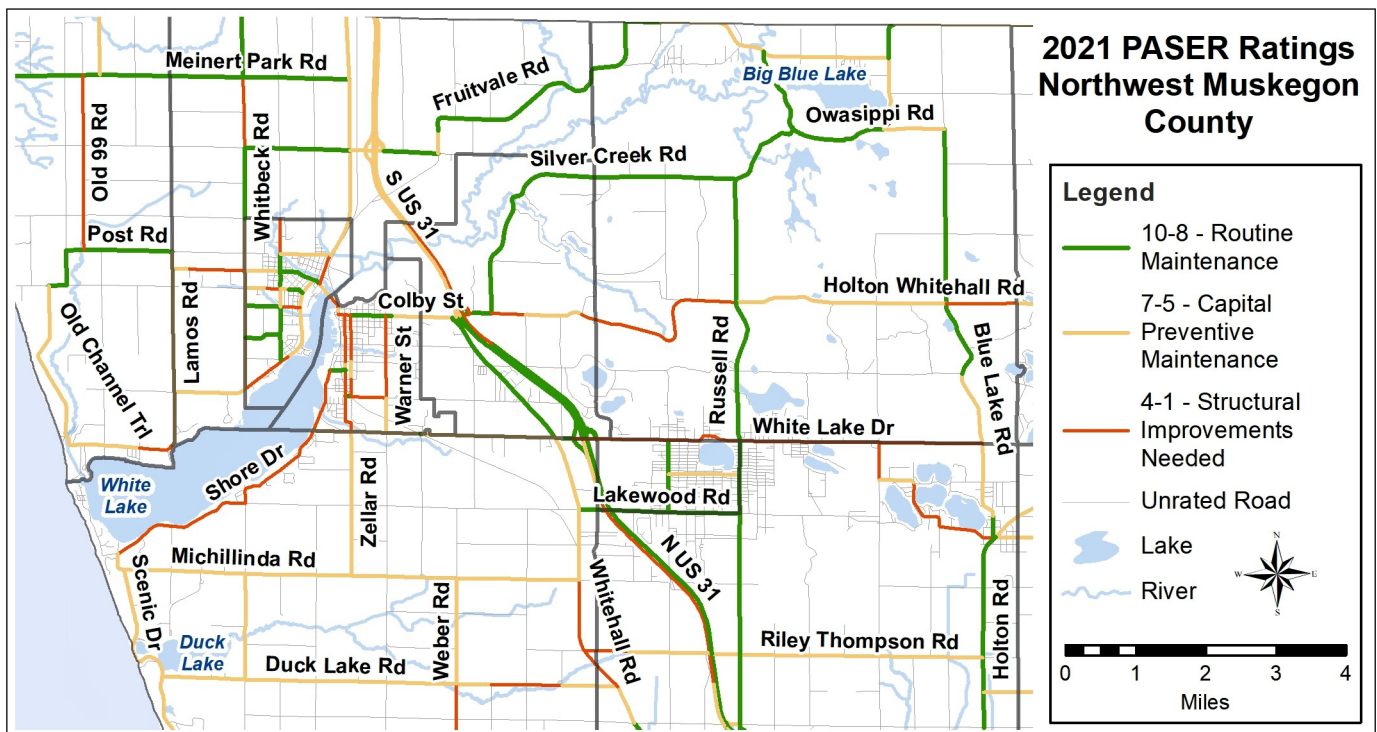 2021 PASER Ratings
Northwest Muskegon
County
Legend
10-8 - Routine
Maintenance
7-5 - Capital
Preventive
Maintenance
4-1 - Structural
Improvements
Needed
Unrated Road
Lake
River
N
W
E
S
0
1
2
3
4
Miles
Meinert Park Rd
Fruitvale Rd
Big Blue Lake
Owasippi Rd
Old 99 Rd
Whitbeck Rd
Silver Creek Rd
S US 31
Post Rd
Lamos Rd
Colby St
Holton Whitehall Rd
Old Channel Trl
Warner St
Russell Rd
Blue Lake Rd
White Lake Dr
White
Lake
Shore Dr
Zellar Rd
Lakewood Rd
N US 31
Michillinda Rd
Scenic Dr
Duck
Lake
Weber Rd
Whitehall Rd
Riley Thompson Rd
Holton Rd
Duck Lake Rd